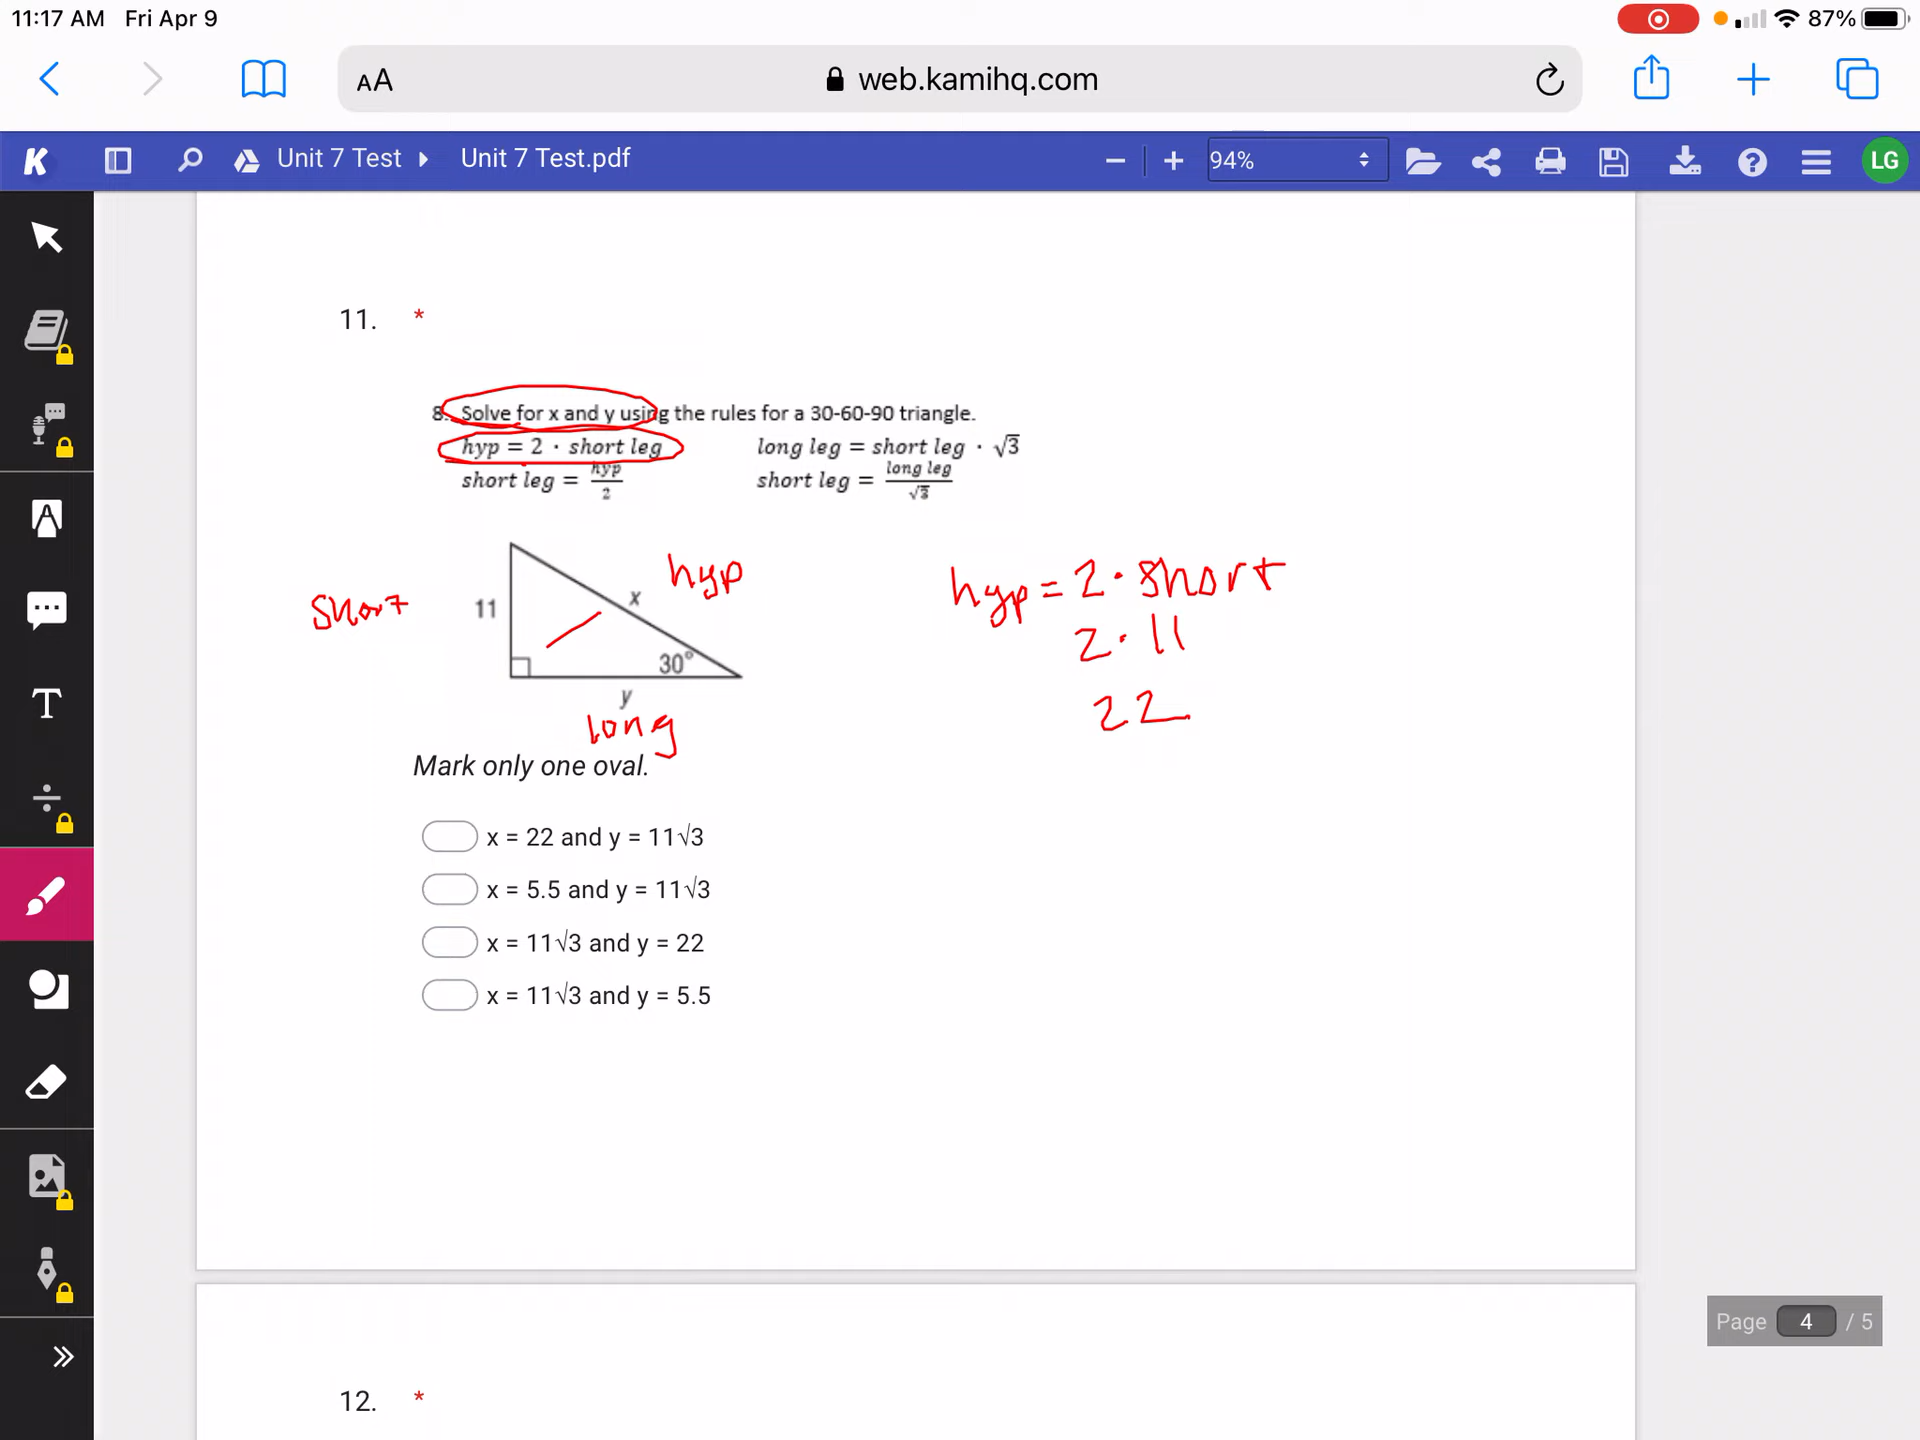 11:17 AM Fri Apr 9 87%
AA web.kamihq.com
K Unit 7 Test Unit 7 Test.pdf 94% LG
11. *
8. Solve for x and y using the rules for a 30-60-90 triangle.
hyp = 2 · short leg long leg = short leg · √3
short leg = hyp/2 short leg = long leg/√3
hyp
x
short 11
30°
y
long
hyp = 2 · short
2 · 11
22
Mark only one oval.
x = 22 and y = 11√3
x = 5.5 and y = 11√3
x = 11√3 and y = 22
x = 11√3 and y = 5.5
Page 4 / 5
12. *